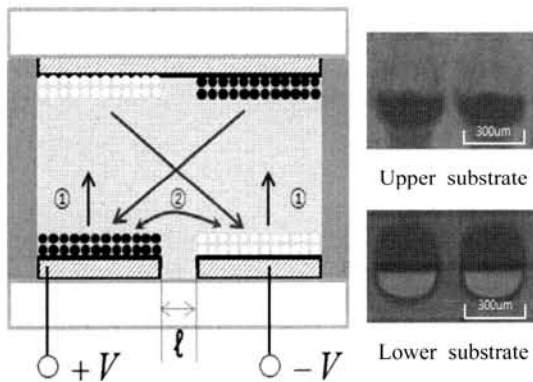 ① ② ①
ℓ
+V
−V
300um
Upper substrate
300um
Lower substrate